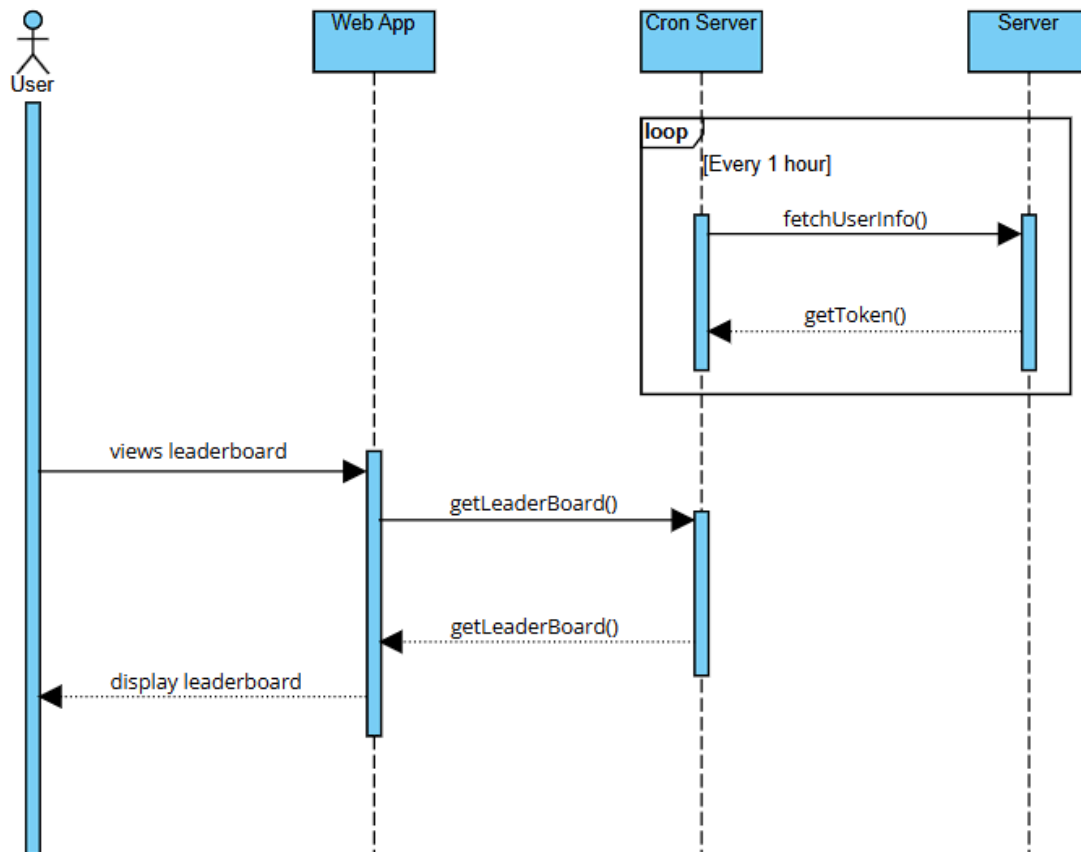 Web App
Cron Server
Server
User
loop
[Every 1 hour]
fetchUserInfo()
getToken()
views leaderboard
getLeaderBoard()
getLeaderBoard()
display leaderboard